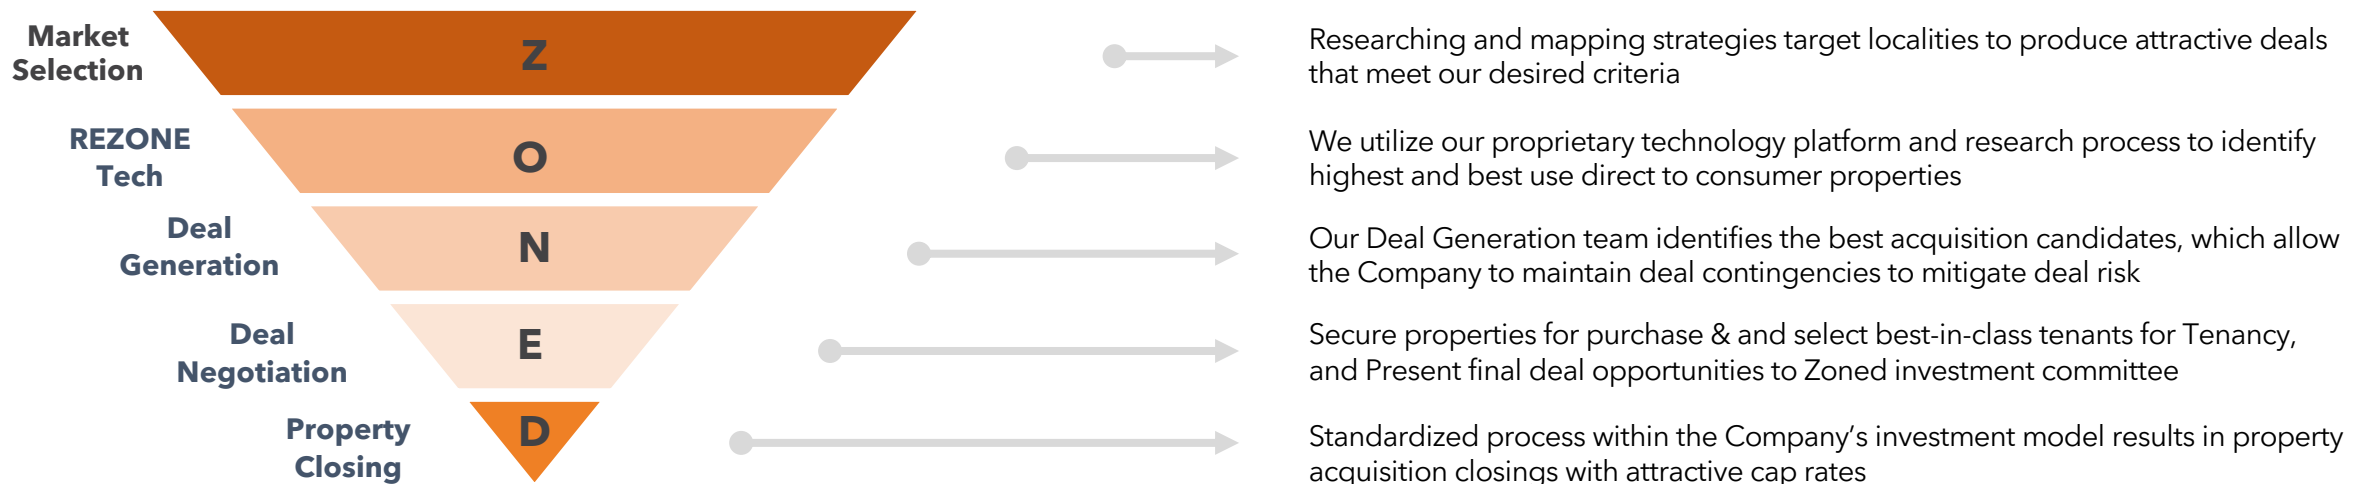 Market
Selection
Z
Researching and mapping strategies target localities to produce attractive deals
that meet our desired criteria
REZONE
Tech
O
We utilize our proprietary technology platform and research process to identify
highest and best use direct to consumer properties
Deal
Generation
N
Our Deal Generation team identifies the best acquisition candidates, which allow
the Company to maintain deal contingencies to mitigate deal risk
Deal
Negotiation
E
Secure properties for purchase & and select best-in-class tenants for Tenancy,
and Present final deal opportunities to Zoned investment committee
Property
Closing
D
Standardized process within the Company’s investment model results in property
acquisition closings with attractive cap rates